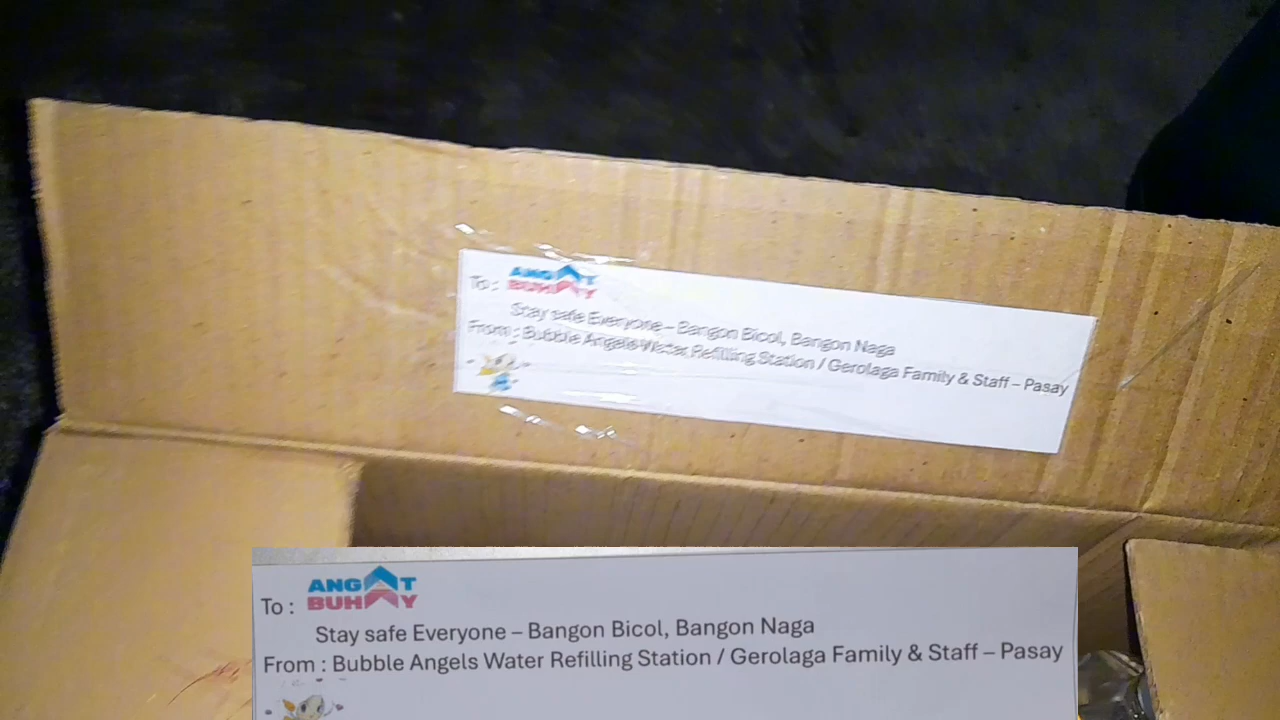 To : ANGAT BUHAY
Stay safe Everyone – Bangon Bicol, Bangon Naga
From : Bubble Angels Water Refilling Station / Gerolaga Family & Staff – Pasay
To : ANGAT BUHAY
Stay safe Everyone – Bangon Bicol, Bangon Naga
From : Bubble Angels Water Refilling Station / Gerolaga Family & Staff – Pasay